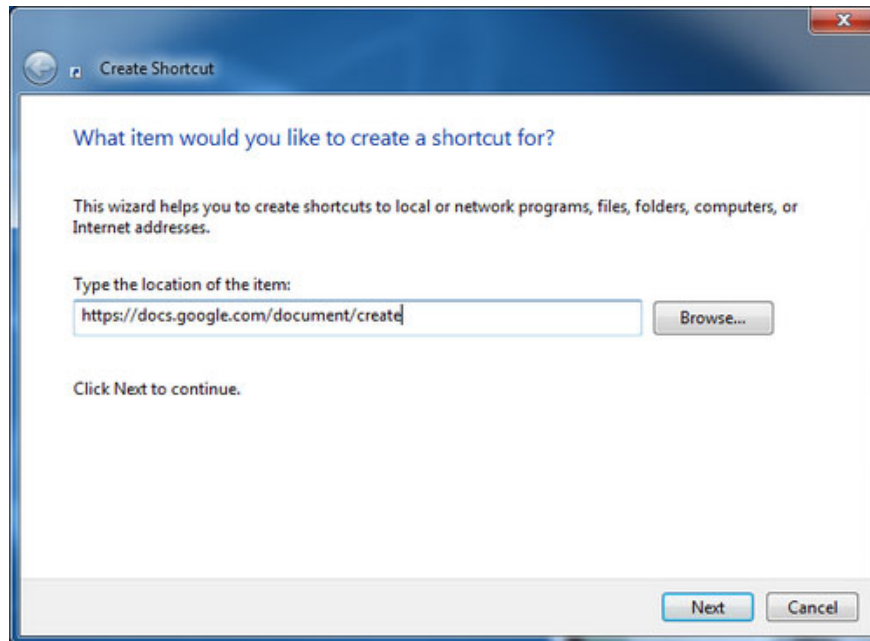 Create Shortcut
What item would you like to create a shortcut for?
This wizard helps you to create shortcuts to local or network programs, files, folders, computers, or
Internet addresses.
Type the location of the item:
https://docs.google.com/document/create
Browse...
Click Next to continue.
Next
Cancel